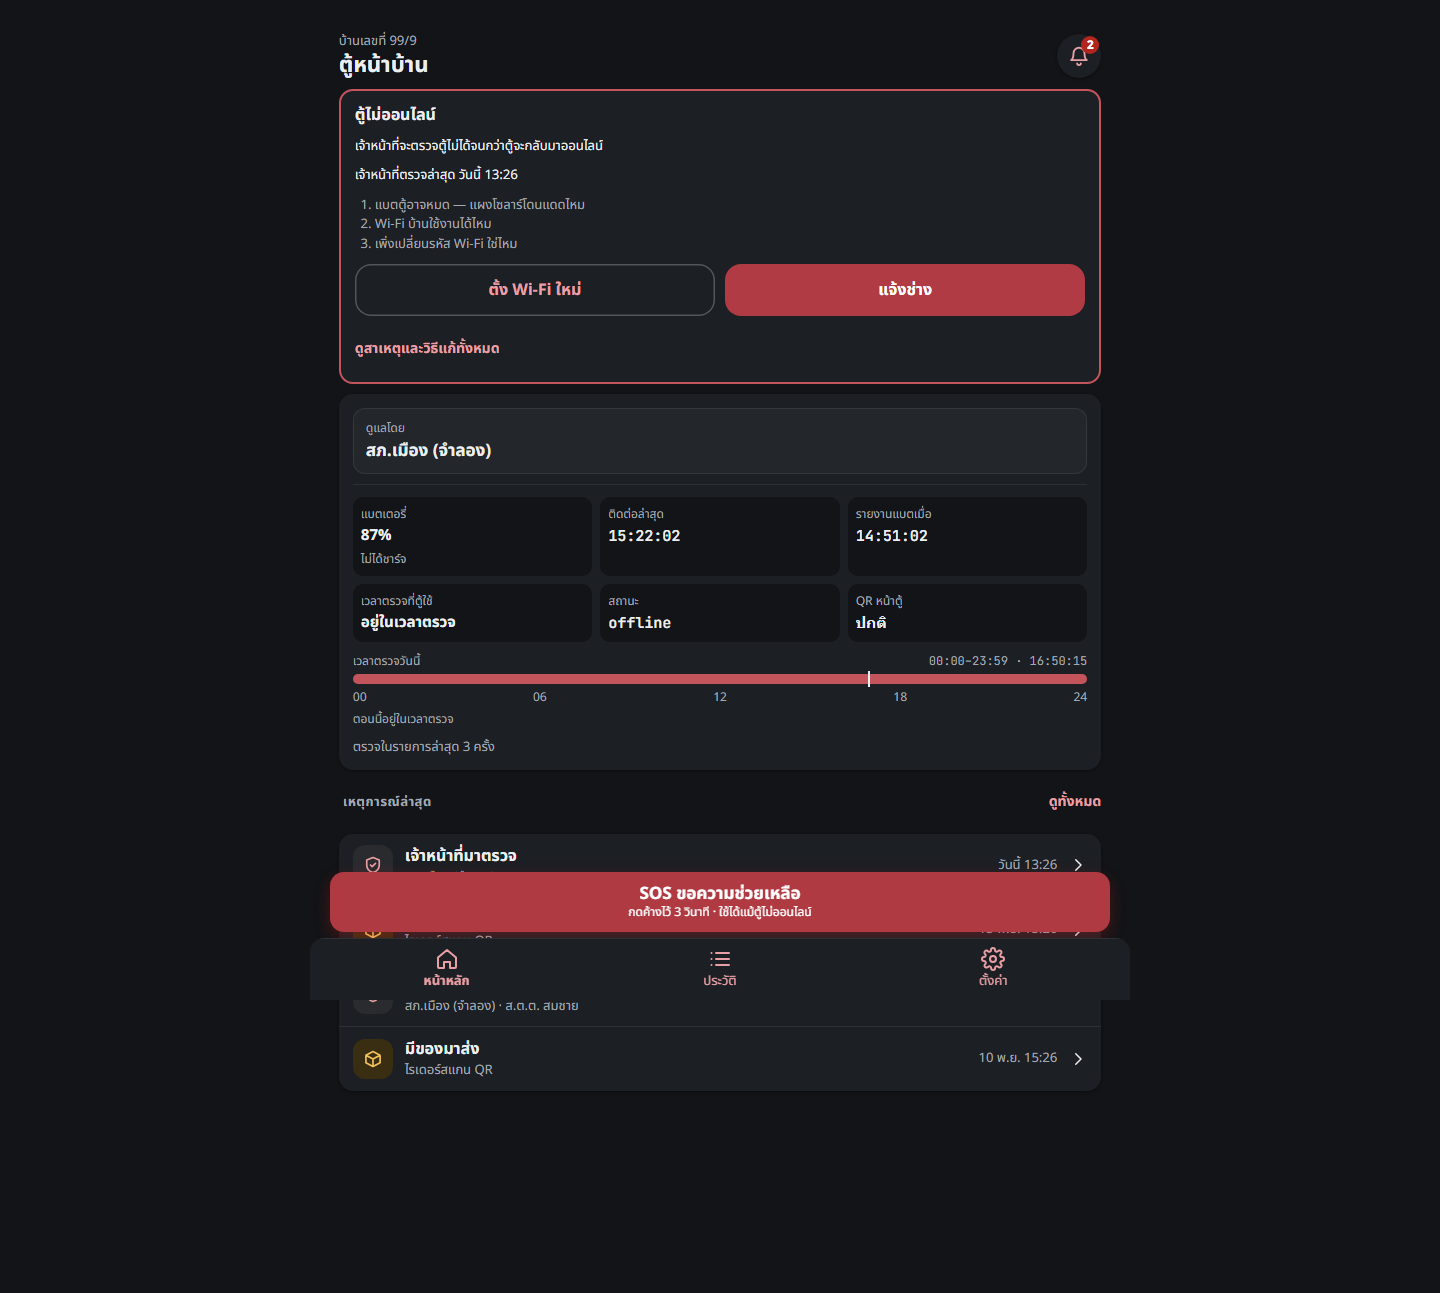 บ้านเลขที่ 99/9
ตู้หน้าบ้าน
2
ตู้ไม่ออนไลน์
เจ้าหน้าที่จะตรวจตู้ไม่ได้จนกว่าตู้จะกลับมาออนไลน์
เจ้าหน้าที่ตรวจล่าสุด วันนี้ 13:26
1. แบตตู้อาจหมด — แผงโซลาร์โดนแดดไหม
2. Wi-Fi บ้านใช้งานได้ไหม
3. เพิ่งเปลี่ยนรหัส Wi-Fi ใช่ไหม
ตั้ง Wi-Fi ใหม่
แจ้งช่าง
ดูสาเหตุและวิธีแก้ทั้งหมด
ดูแลโดย
สภ.เมือง (จำลอง)
แบตเตอรี่
87%
ไม่ได้ชาร์จ
ติดต่อล่าสุด
15:22:02
รายงานแบตเมื่อ
14:51:02
เวลาตรวจที่ตู้ใช้
อยู่ในเวลาตรวจ
สถานะ
offline
QR หน้าตู้
ปกติ
เวลาตรวจวันนี้
00:00–23:59 · 16:50:15
00 06 12 18 24
ตอนนี้อยู่ในเวลาตรวจ
ตรวจในรายการล่าสุด 3 ครั้ง
เหตุการณ์ล่าสุด
ดูทั้งหมด
เจ้าหน้าที่มาตรวจ
วันนี้ 13:26
SOS ขอความช่วยเหลือ
กดค้างไว้ 3 วินาที · ใช้ได้แม้ตู้ไม่ออนไลน์
หน้าหลัก
ประวัติ
ตั้งค่า
สภ.เมือง (จำลอง) · ส.ต.ต. สมชาย
มีของมาส่ง
ไรเดอร์สแกน QR
10 พ.ย. 15:26